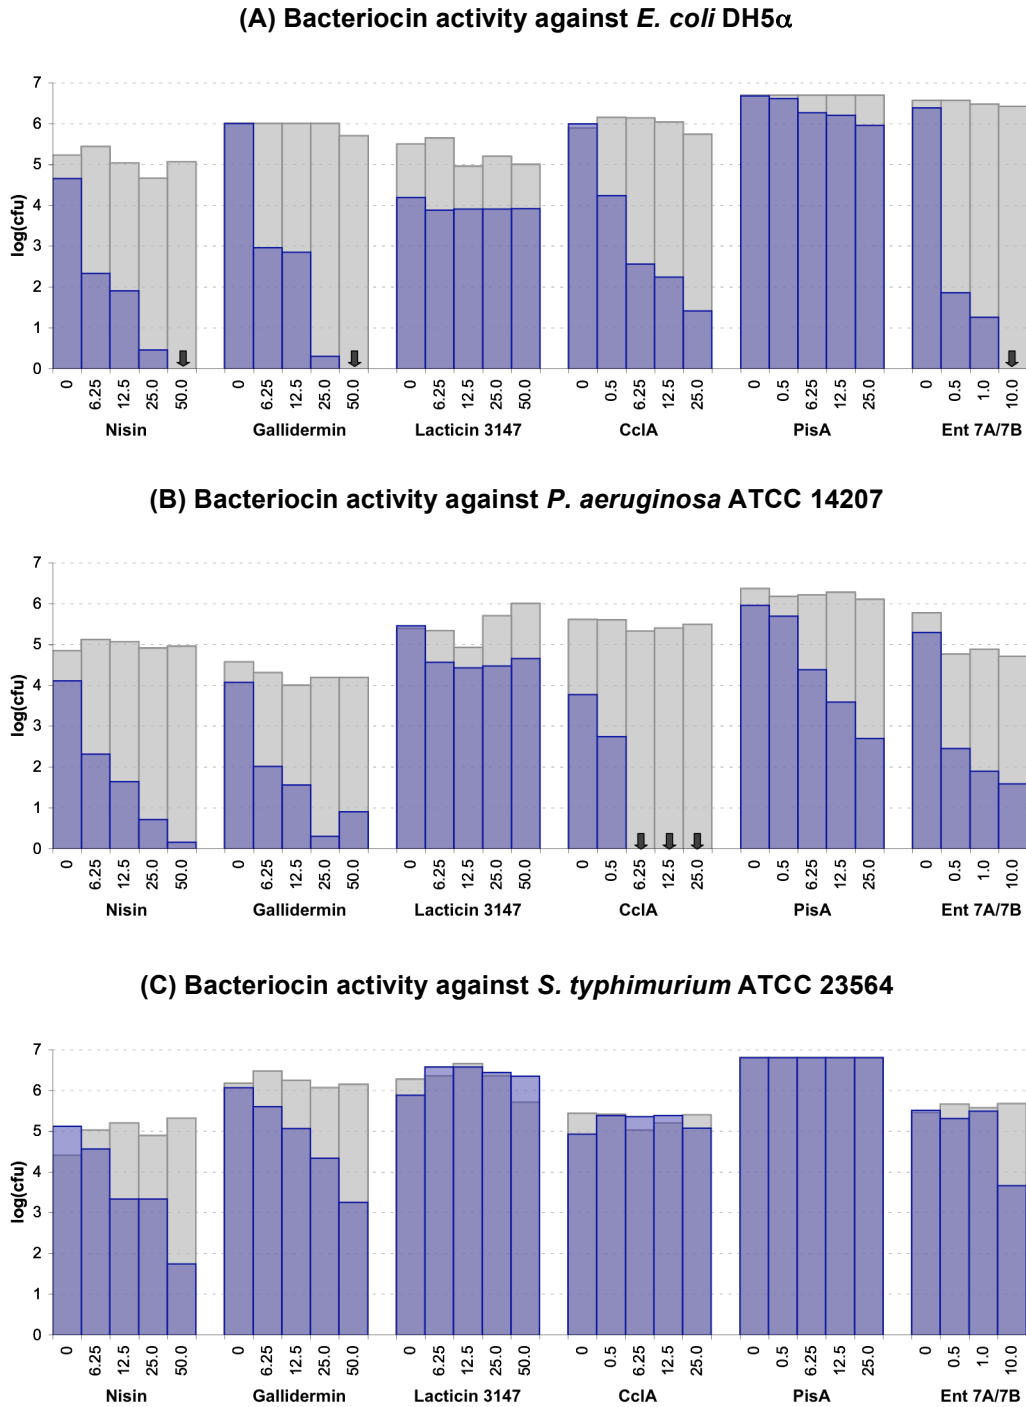 (A) Bacteriocin activity against E. coli DH5α
log(cfu)
7
6
5
4
3
2
1
0
0 6.25 12.5 25.0 50.0 0 6.25 12.5 25.0 50.0 0 6.25 12.5 25.0 50.0 0 0.5 6.25 12.5 25.0 0 0.5 6.25 12.5 25.0 0 0.5 1.0 10.0
Nisin Gallidermin Lacticin 3147 CclA PisA Ent 7A/7B
(B) Bacteriocin activity against P. aeruginosa ATCC 14207
log(cfu)
7
6
5
4
3
2
1
0
0 6.25 12.5 25.0 50.0 0 6.25 12.5 25.0 50.0 0 6.25 12.5 25.0 50.0 0 0.5 6.25 12.5 25.0 0 0.5 6.25 12.5 25.0 0 0.5 1.0 10.0
Nisin Gallidermin Lacticin 3147 CclA PisA Ent 7A/7B
(C) Bacteriocin activity against S. typhimurium ATCC 23564
log(cfu)
7
6
5
4
3
2
1
0
0 6.25 12.5 25.0 50.0 0 6.25 12.5 25.0 50.0 0 6.25 12.5 25.0 50.0 0 0.5 6.25 12.5 25.0 0 0.5 6.25 12.5 25.0 0 0.5 1.0 10.0
Nisin Gallidermin Lacticin 3147 CclA PisA Ent 7A/7B